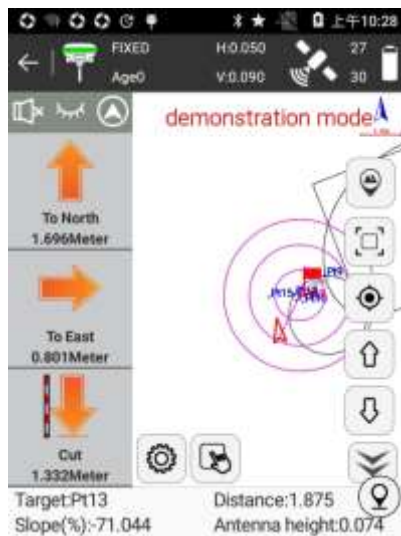 上午10:28
FIXED H:0.050 27
Age0 V:0.090 30
demonstration mode
To North
1.696Meter
To East
0.801Meter
Cut
1.332Meter
Target:Pt13 Distance:1.875
Slope(%):-71.044 Antenna height:0.074